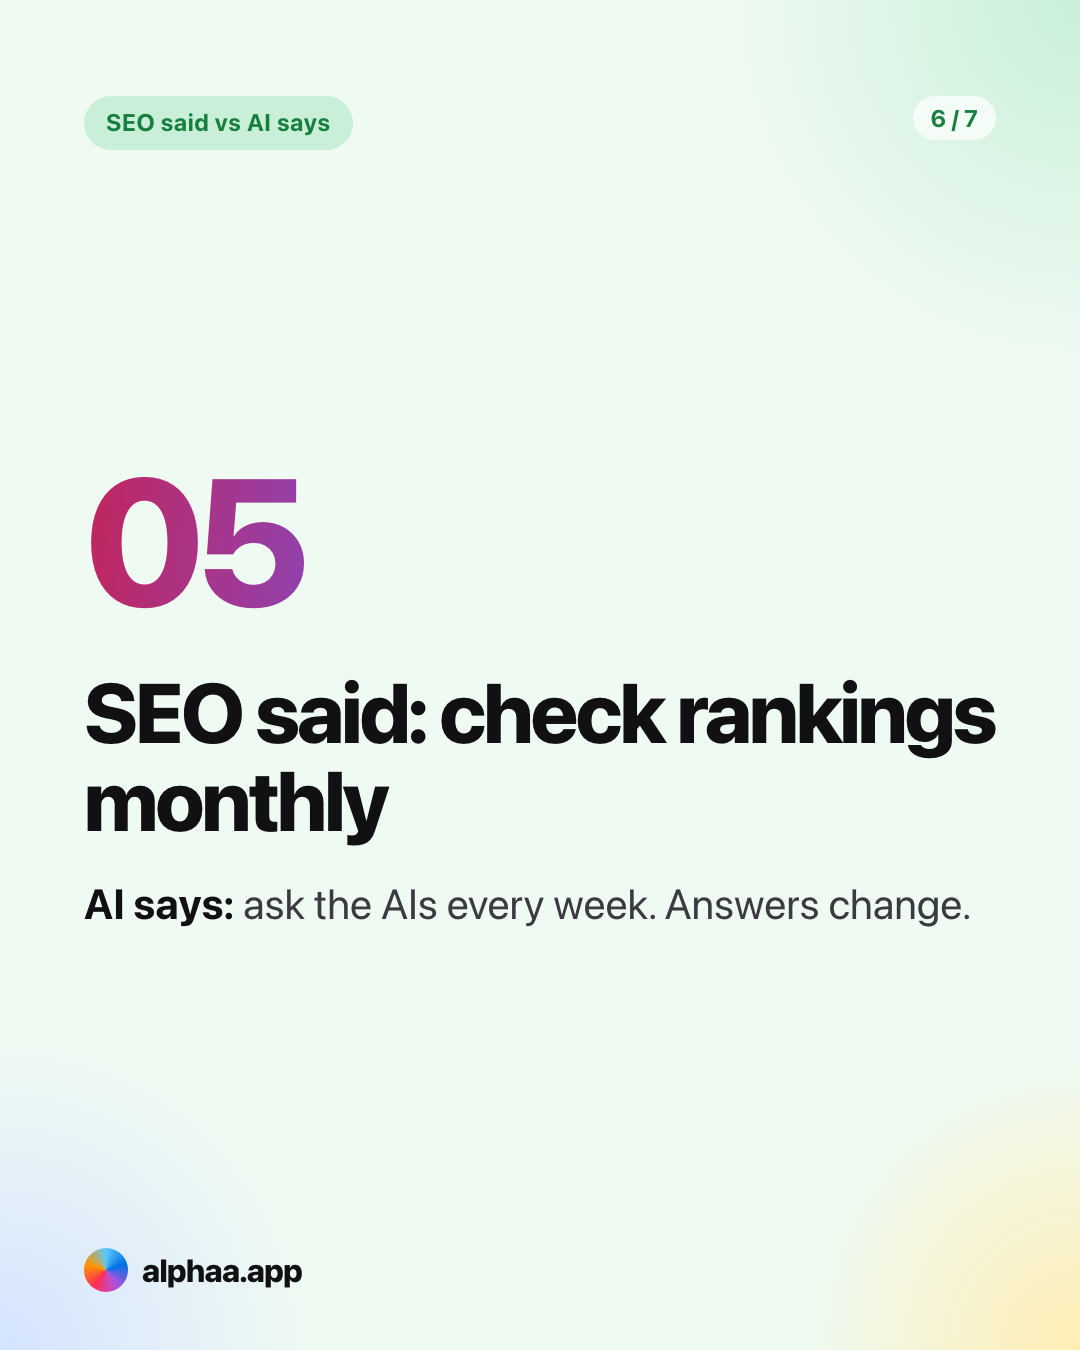 SEO said vs AI says
6 / 7
05
SEO said: check rankings
monthly
AI says: ask the AIs every week. Answers change.
alphaa.app